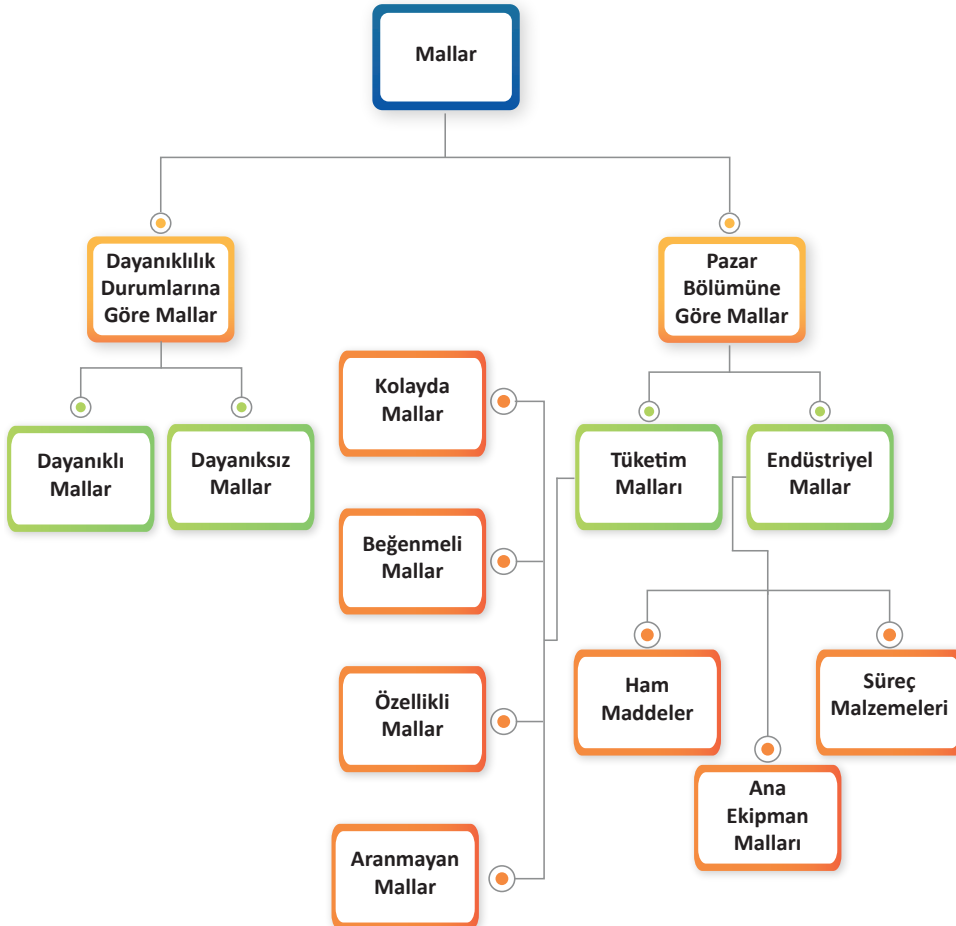 Mallar
Dayanıklılık
Durumlarına
Göre Mallar
Pazar
Bölümüne
Göre Mallar
Dayanıklı
Mallar
Dayanıksız
Mallar
Kolayda
Mallar
Beğenmeli
Mallar
Özellikli
Mallar
Aranmayan
Mallar
Tüketim
Malları
Endüstriyel
Mallar
Ham
Maddeler
Ana
Ekipman
Malları
Süreç
Malzemeleri